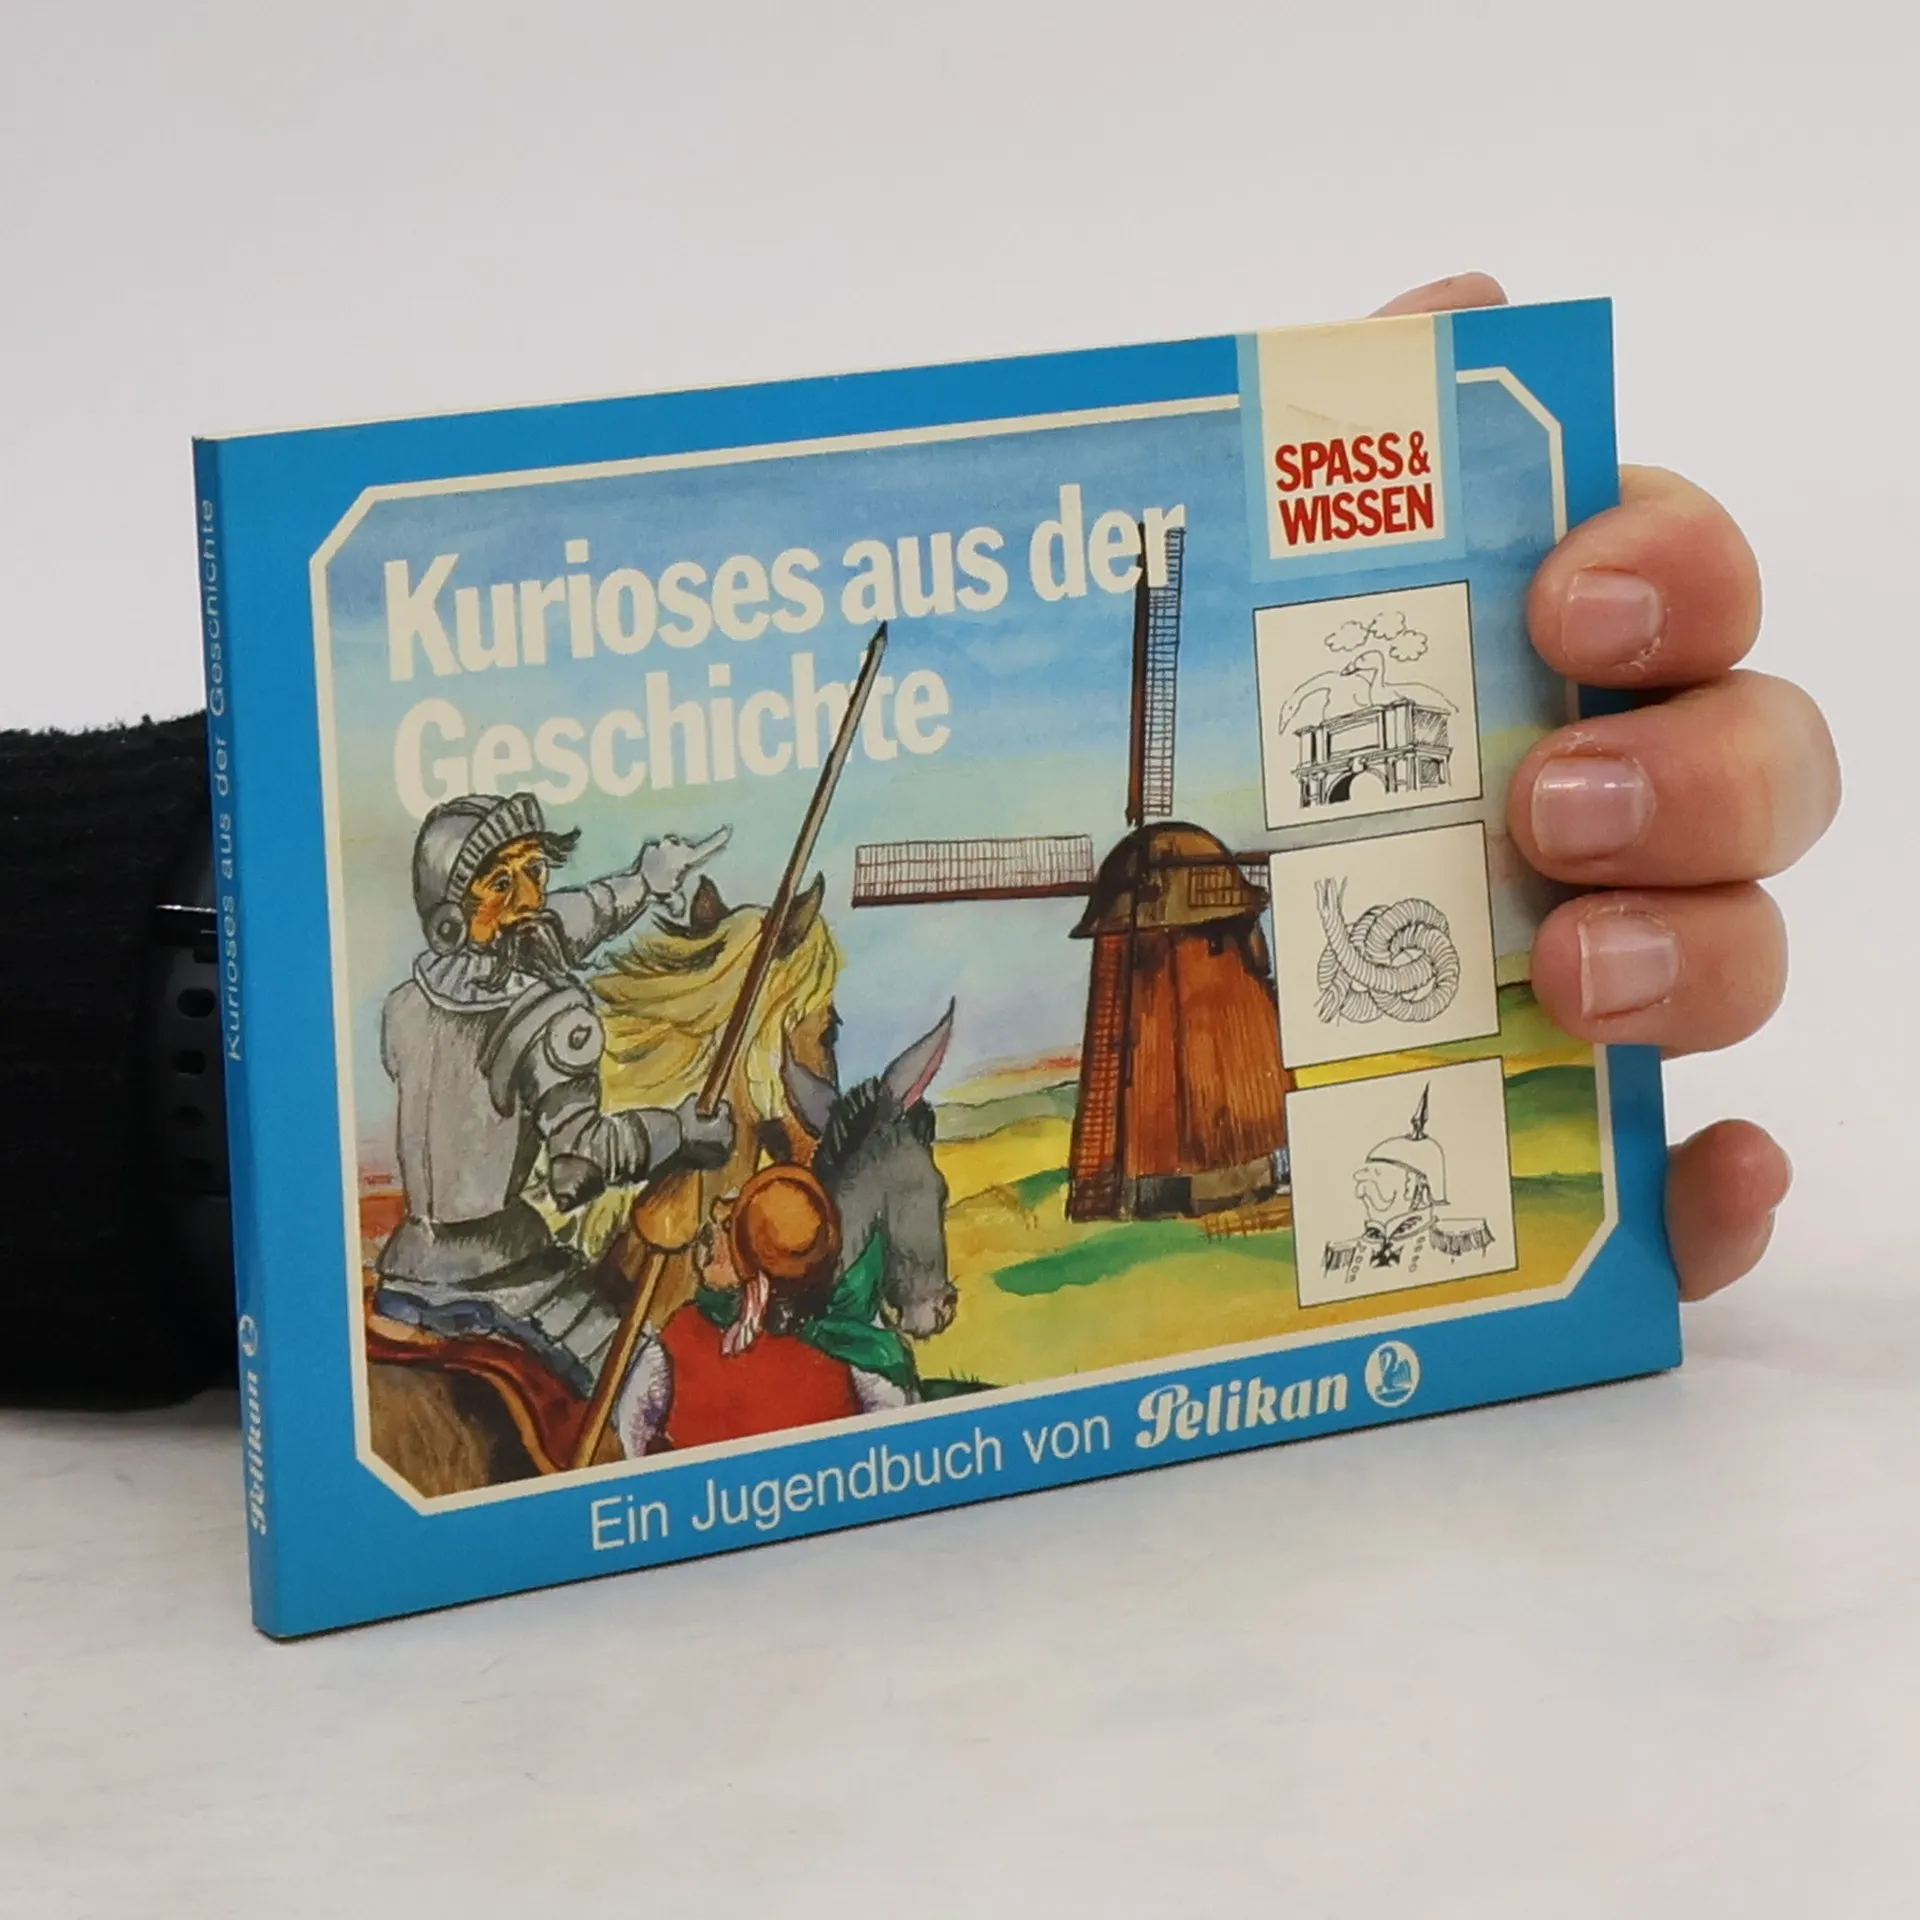 SPASS &
WISSEN
Kurioses aus der
Geschichte
Ein Jugendbuch von Pelikan
Kurioses aus der Geschichte
Pelikan